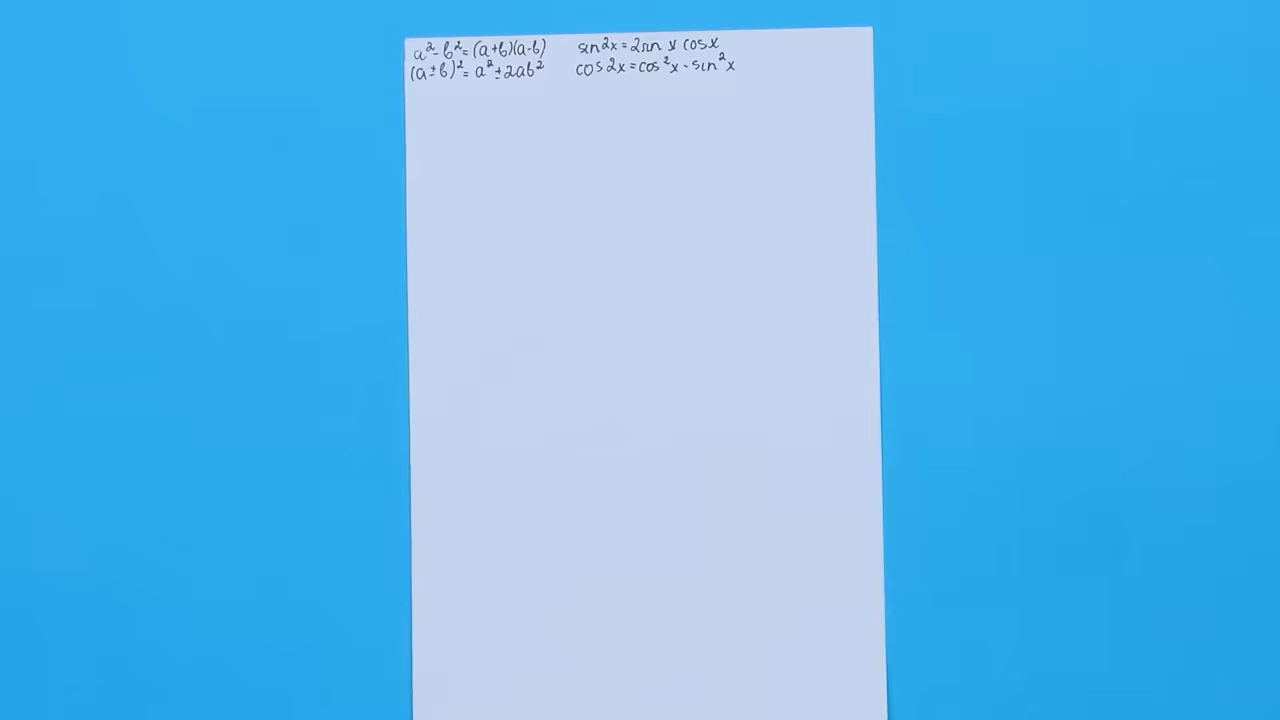 a² - b² = (a+b)(a-b)
(a±b)² = a² ± 2ab²
sin2x = 2sin x cosx
cos2x = cos²x - sin²x